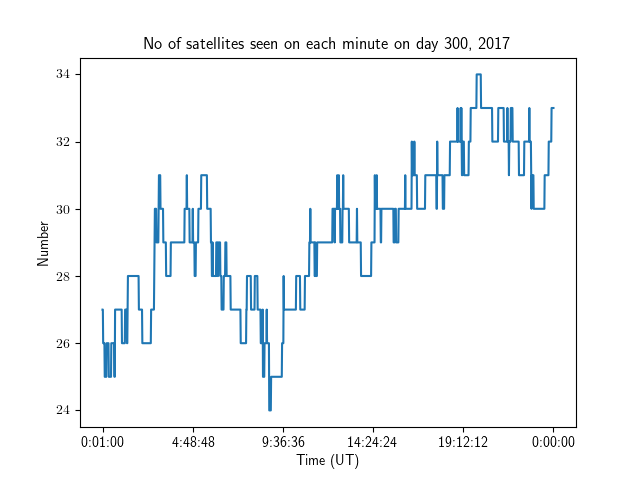 No of satellites seen on each minute on day 300, 2017
34
32
30
28
26
24
Number
0:01:00 4:48:48 9:36:36 14:24:24 19:12:12 0:00:00
Time (UT)